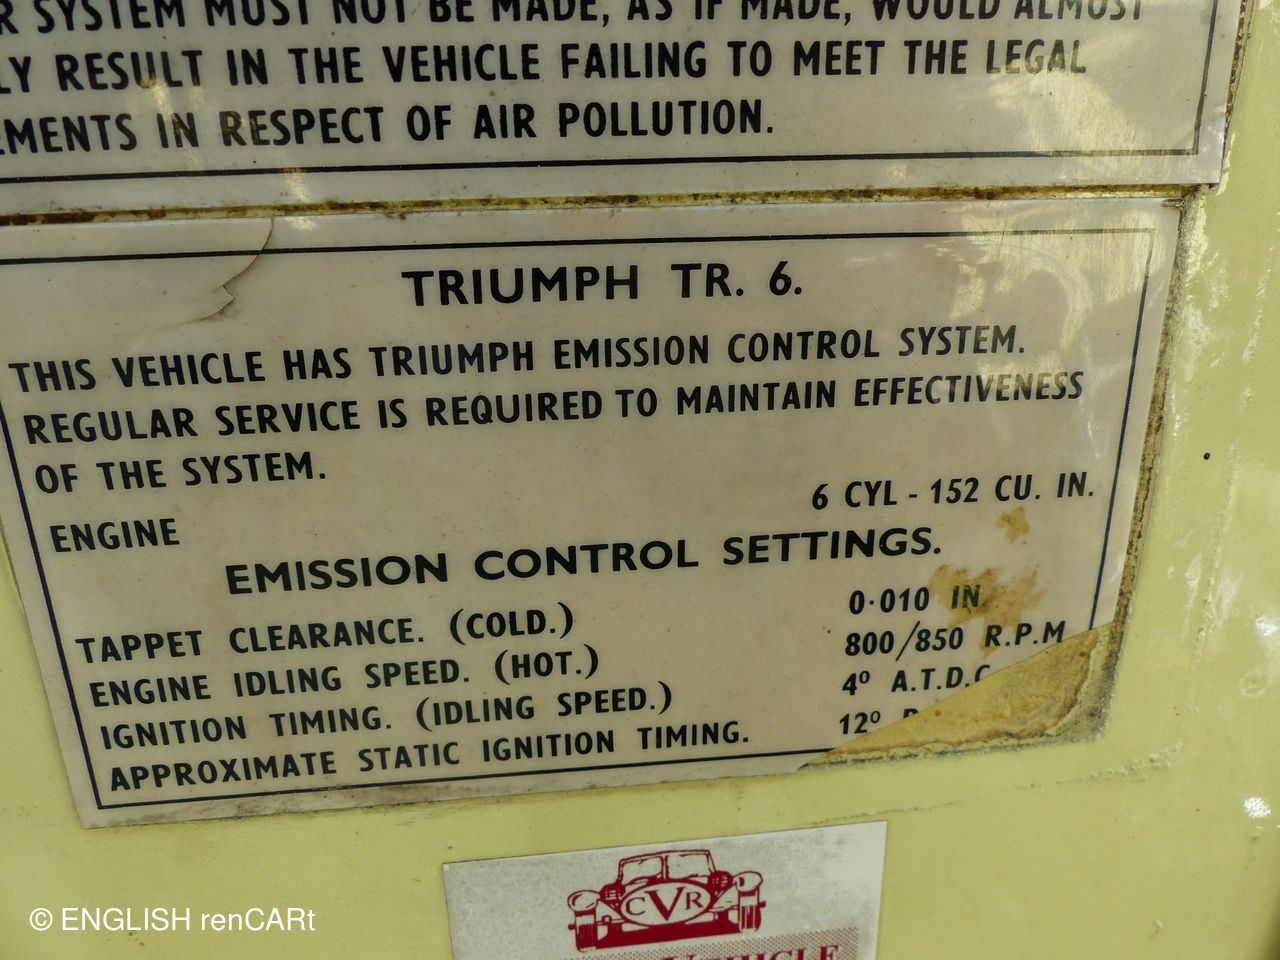 SYSTEM MUST NOT BE MADE, AS IF MADE, WOULD ALMOST
RESULT IN THE VEHICLE FAILING TO MEET THE LEGAL
IN RESPECT OF AIR POLLUTION.
TRIUMPH TR. 6.
THIS VEHICLE HAS TRIUMPH EMISSION CONTROL SYSTEM.
REGULAR SERVICE IS REQUIRED TO MAINTAIN EFFECTIVENESS
OF THE SYSTEM.
ENGINE 6 CYL - 152 CU. IN.
EMISSION CONTROL SETTINGS.
TAPPET CLEARANCE. (COLD.) 0·010 IN
ENGINE IDLING SPEED. (HOT.) 800/850 R.P.M
IGNITION TIMING. (IDLING SPEED.) 4º A.T.D.C
APPROXIMATE STATIC IGNITION TIMING. 12º
CVR
VEHICLE
© ENGLISH renCARt